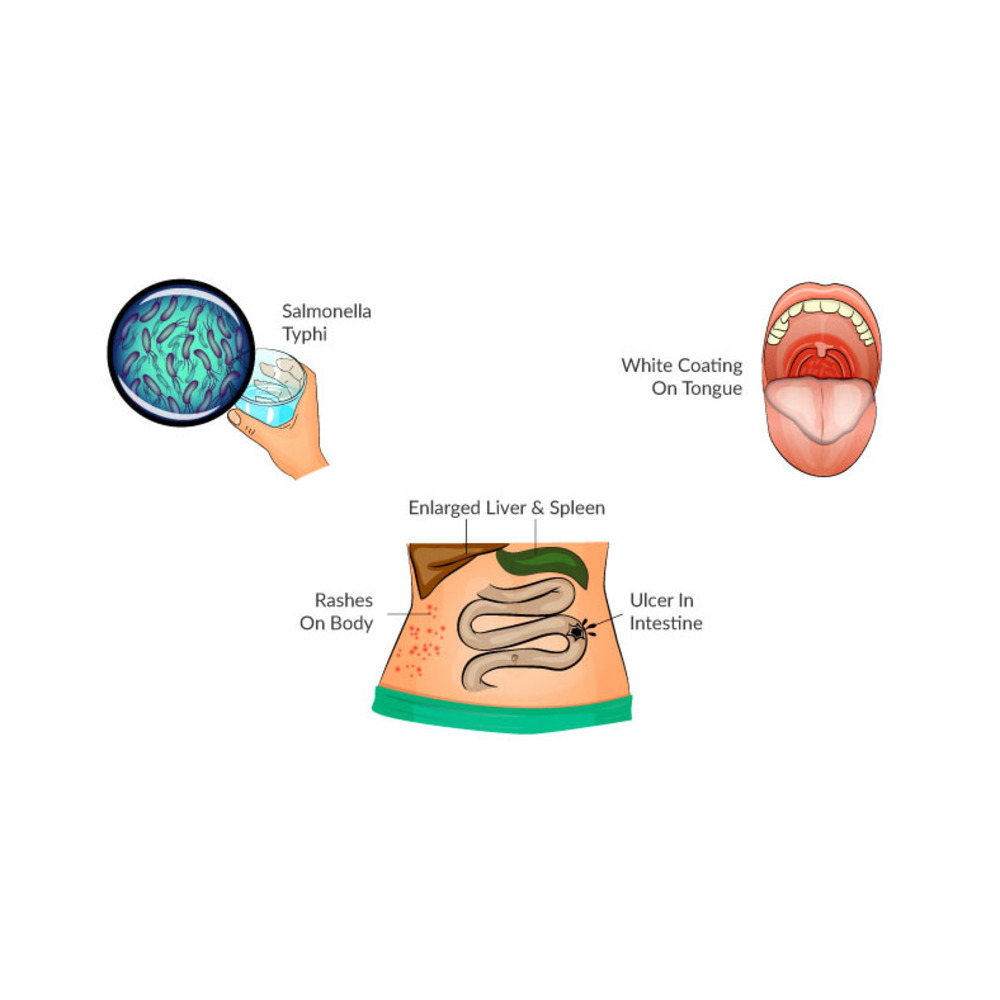 Salmonella
Typhi
White Coating
On Tongue
Enlarged Liver & Spleen
Rashes
On Body
Ulcer In
Intestine